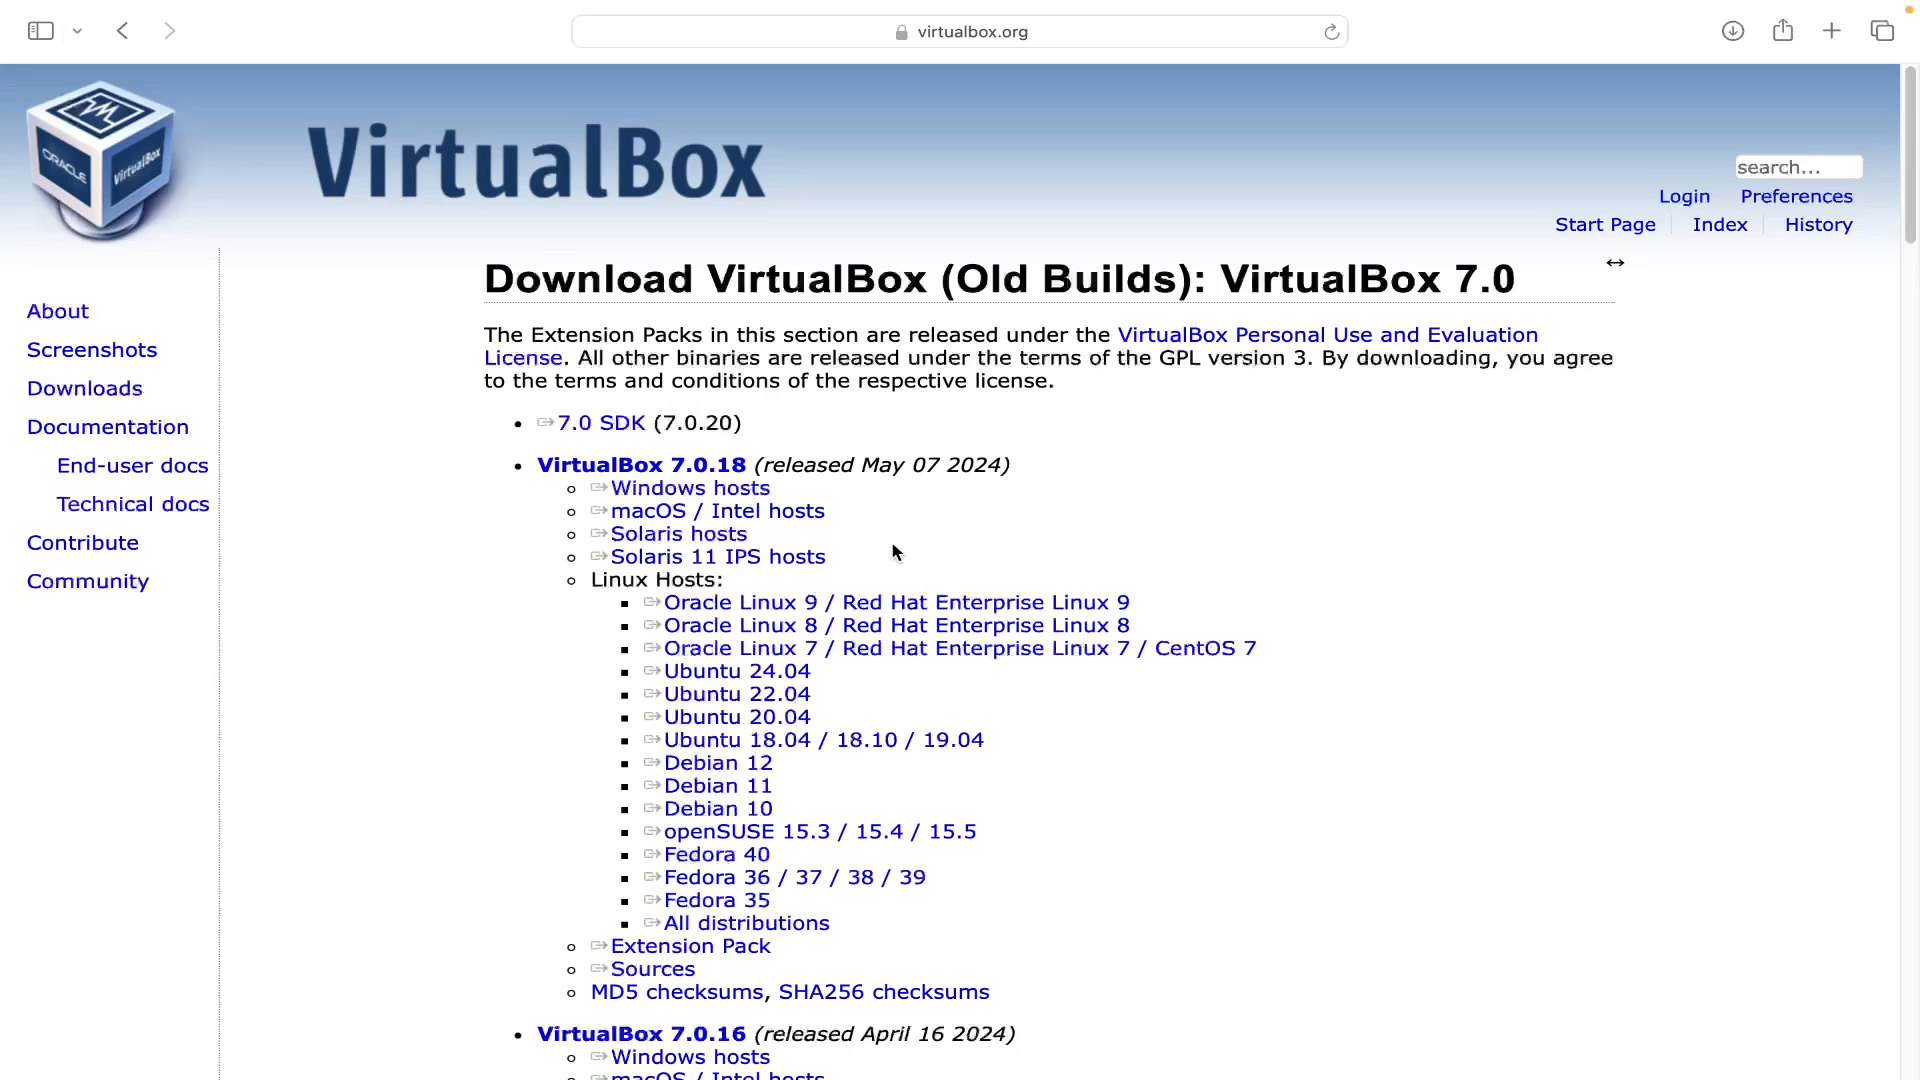 virtualbox.org
ORACLE
VirtualBox
VirtualBox
search...
Login Preferences
Start Page Index History
About
Screenshots
Downloads
Documentation
End-user docs
Technical docs
Contribute
Community
Download VirtualBox (Old Builds): VirtualBox 7.0
The Extension Packs in this section are released under the VirtualBox Personal Use and Evaluation
License. All other binaries are released under the terms of the GPL version 3. By downloading, you agree
to the terms and conditions of the respective license.
7.0 SDK (7.0.20)
VirtualBox 7.0.18 (released May 07 2024)
Windows hosts
macOS / Intel hosts
Solaris hosts
Solaris 11 IPS hosts
Linux Hosts:
Oracle Linux 9 / Red Hat Enterprise Linux 9
Oracle Linux 8 / Red Hat Enterprise Linux 8
Oracle Linux 7 / Red Hat Enterprise Linux 7 / CentOS 7
Ubuntu 24.04
Ubuntu 22.04
Ubuntu 20.04
Ubuntu 18.04 / 18.10 / 19.04
Debian 12
Debian 11
Debian 10
openSUSE 15.3 / 15.4 / 15.5
Fedora 40
Fedora 36 / 37 / 38 / 39
Fedora 35
All distributions
Extension Pack
Sources
MD5 checksums, SHA256 checksums
VirtualBox 7.0.16 (released April 16 2024)
Windows hosts
macOS / Intel hosts